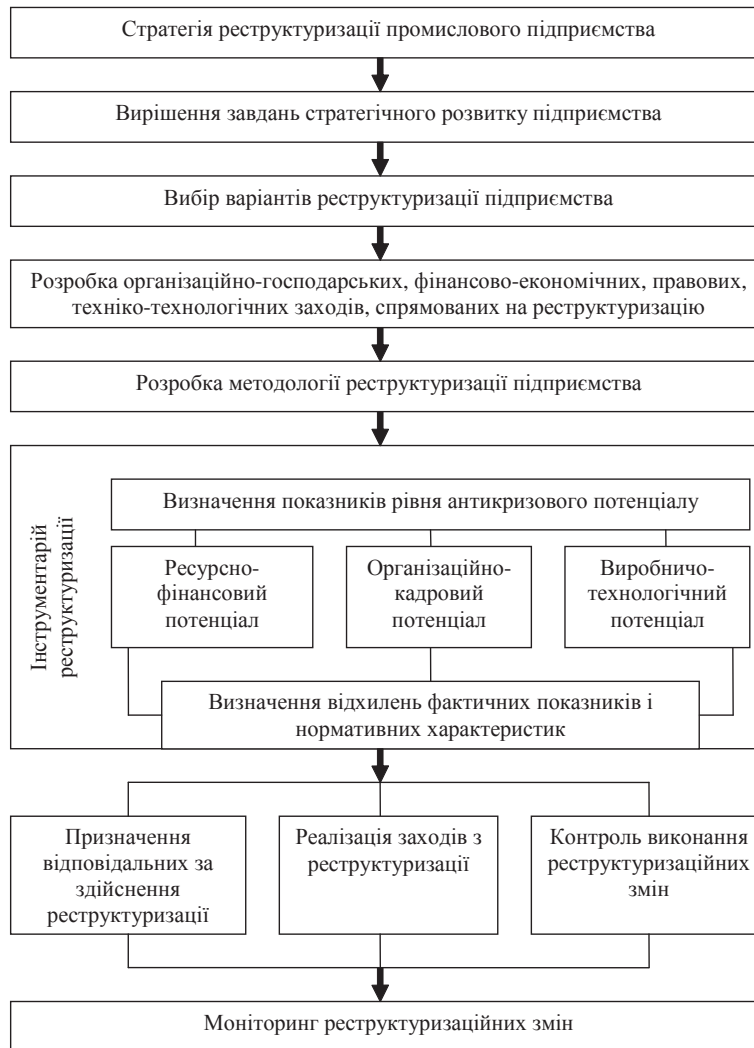 Стратегія реструктуризації промислового підприємства
Вирішення завдань стратегічного розвитку підприємства
Вибір варіантів реструктуризації підприємства
Розробка організаційно-господарських, фінансово-економічних, правових,
техніко-технологічних заходів, спрямованих на реструктуризацію
Розробка методології реструктуризації підприємства
Інструментарій
реструктуризації
Визначення показників рівня антикризового потенціалу
Ресурсно-
фінансовий
потенціал
Організаційно-
кадровий
потенціал
Виробничо-
технологічний
потенціал
Визначення відхилень фактичних показників і
нормативних характеристик
Призначення
відповідальних за
здійснення
реструктуризації
Реалізація заходів з
реструктуризації
Контроль виконання
реструктуризаційних
змін
Моніторинг реструктуризаційних змін